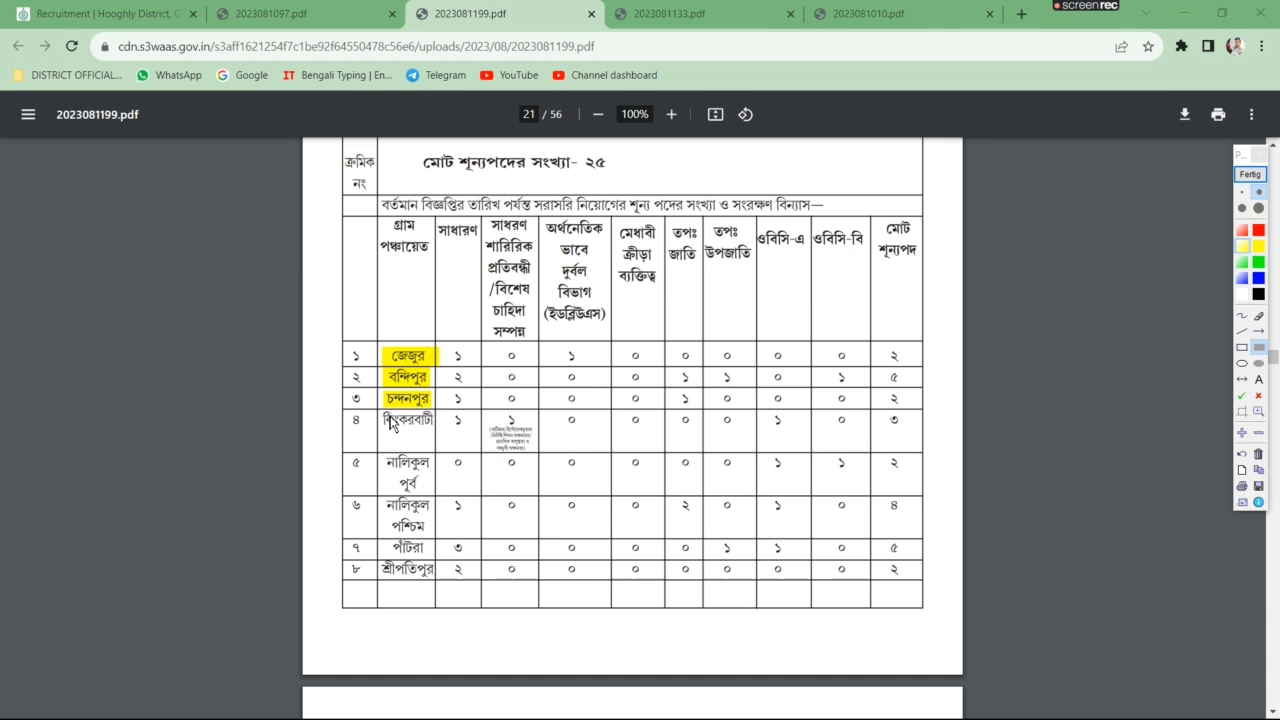 screenrec
Recruitment | Hooghly District, G
2023081097.pdf
2023081199.pdf
2023081133.pdf
2023081010.pdf
cdn.s3waas.gov.in/s3aff1621254f7c1be92f64550478c56e6/uploads/2023/08/2023081199.pdf
DISTRICT OFFICIAL...
WhatsApp
Google
IT Bengali Typing | En...
Telegram
YouTube
Channel dashboard
2023081199.pdf
21 / 56
100%
P...
Fertig
ক্রমিক নং
মোট শূন্যপদের সংখ্যা- ২৫
বর্তমান বিজ্ঞপ্তির তারিখ পর্যন্ত সরাসরি নিয়োগের শূন্য পদের সংখ্যা ও সংরক্ষণ বিন্যাস—
গ্রাম পঞ্চায়েত
সাধারণ
সাধরণ শারিরিক প্রতিবন্ধী /বিশেষ চাহিদা সম্পন্ন
অর্থনেতিক ভাবে দুর্বল বিভাগ (ইডব্লিউএস)
মেধাবী ক্রীড়া ব্যক্তিত্ব
তপঃ জাতি
তপঃ উপজাতি
ওবিসি-এ
ওবিসি-বি
মোট শূন্যপদ
১ জেজুর ১ ০ ১ ০ ০ ০ ০ ০ ২
২ বন্দিপুর ২ ০ ০ ০ ১ ১ ০ ১ ৫
৩ চন্দনপুর ১ ০ ০ ০ ১ ০ ০ ০ ২
৪ কিংকরবাটী ১ ১ ০ ০ ০ ০ ১ ০ ৩
৫ নালিকুল পূর্ব ০ ০ ০ ০ ০ ০ ১ ১ ২
৬ নালিকুল পশ্চিম ১ ০ ০ ০ ২ ০ ১ ০ ৪
৭ পাঁটরা ৩ ০ ০ ০ ০ ১ ১ ০ ৫
৮ শ্রীপতিপুর ২ ০ ০ ০ ০ ০ ০ ০ ২